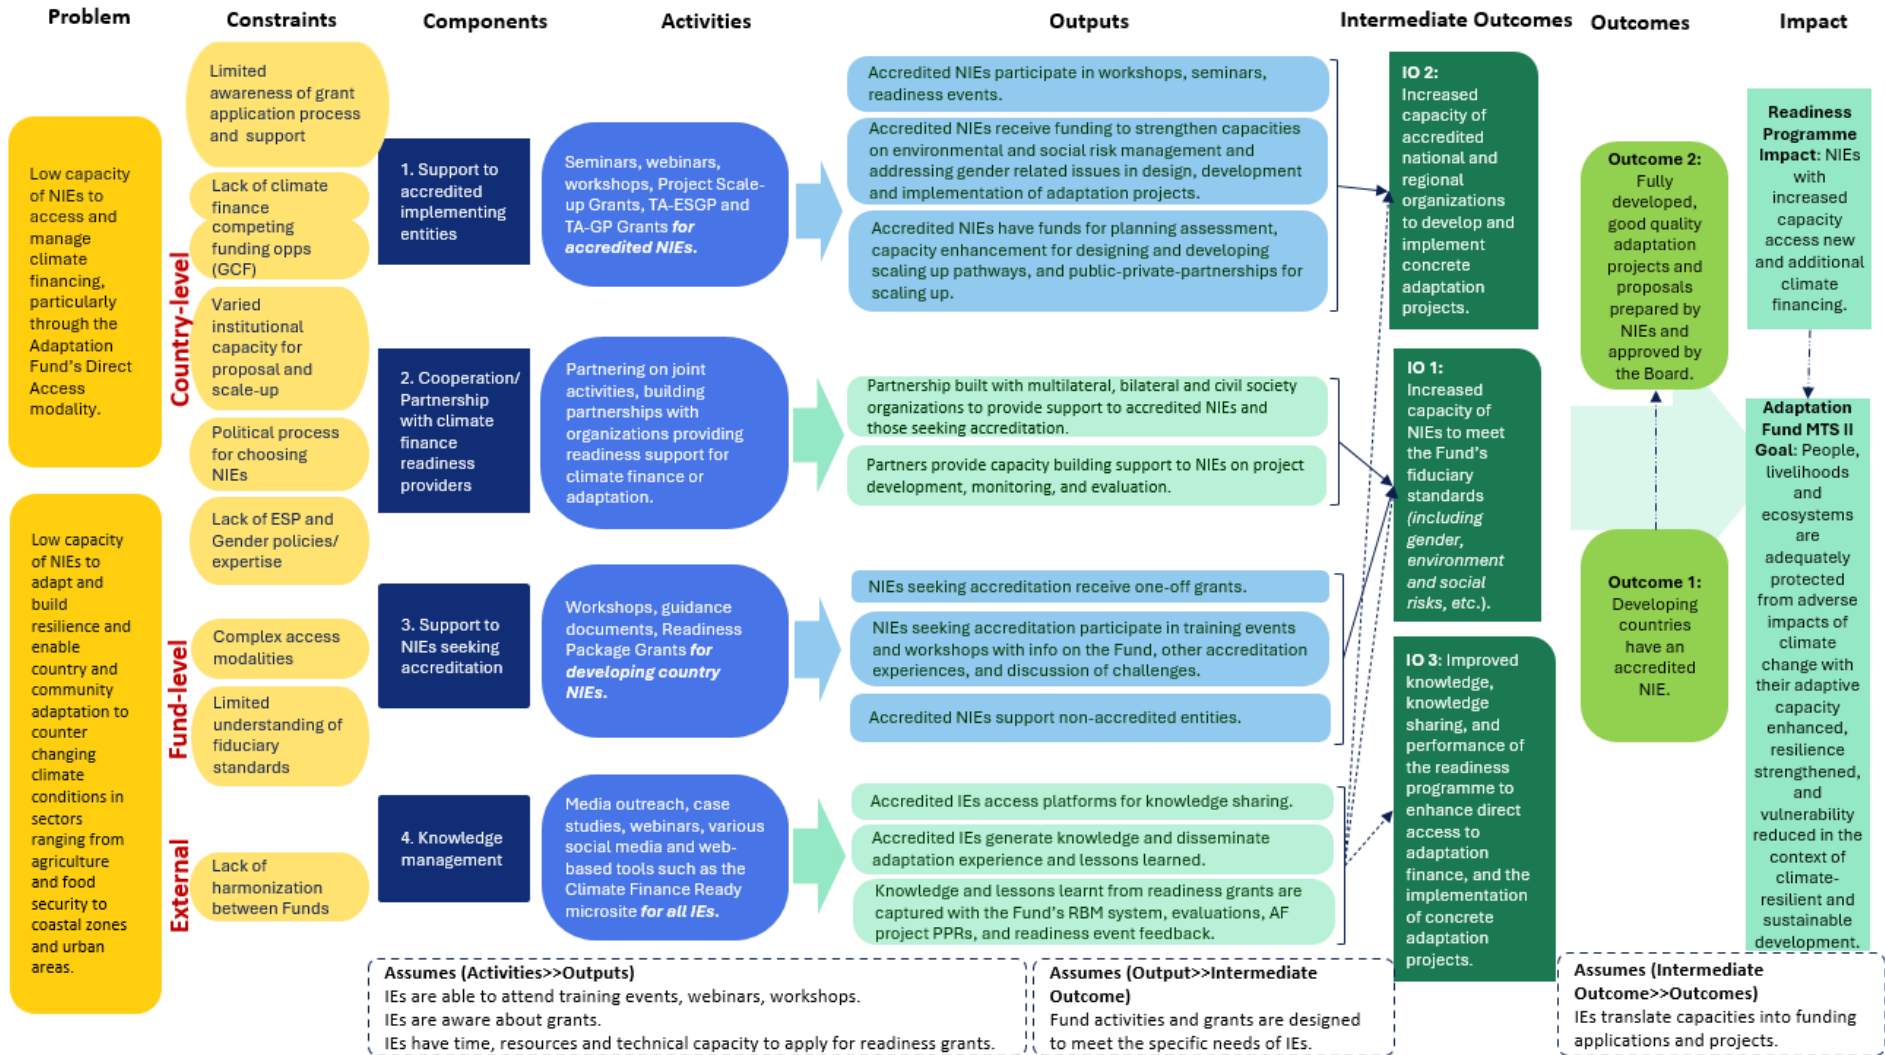 Problem
Constraints
Components
Activities
Outputs
Intermediate Outcomes
Outcomes
Impact
Low capacity
of NIEs to
access and
manage
climate
financing,
particularly
through the
Adaptation
Fund's Direct
Access
modality.
Low capacity
of NIEs to
adapt and
build
resilience and
enable
country and
community
adaptation to
counter
changing
climate
conditions in
sectors
ranging from
agriculture
and food
security to
coastal zones
and urban
areas.
Country-level
Fund-level
External
Limited
awareness of grant
application process
and support
Lack of climate
finance
competing
funding opps
(GCF)
Varied
institutional
capacity for
proposal and
scale-up
Political process
for choosing
NIEs
Lack of ESP and
Gender policies/
expertise
Complex access
modalities
Limited
understanding of
fiduciary
standards
Lack of
harmonization
between Funds
1. Support to
accredited
implementing
entities
2. Cooperation/
Partnership
with climate
finance
readiness
providers
3. Support to
NIEs seeking
accreditation
4. Knowledge
management
Seminars, webinars,
workshops, Project Scale-
up Grants, TA-ESGP and
TA-GP Grants for
accredited NIEs.
Partnering on joint
activities, building
partnerships with
organizations providing
readiness support for
climate finance or
adaptation.
Workshops, guidance
documents, Readiness
Package Grants for
developing country
NIEs.
Media outreach, case
studies, webinars, various
social media and web-
based tools such as the
Climate Finance Ready
microsite for all IEs.
Accredited NIEs participate in workshops, seminars,
readiness events.
Accredited NIEs receive funding to strengthen capacities
on environmental and social risk management and
addressing gender related issues in design, development
and implementation of adaptation projects.
Accredited NIEs have funds for planning assessment,
capacity enhancement for designing and developing
scaling up pathways, and public-private-partnerships for
scaling up.
Partnership built with multilateral, bilateral and civil society
organizations to provide support to accredited NIEs and
those seeking accreditation.
Partners provide capacity building support to NIEs on project
development, monitoring, and evaluation.
NIEs seeking accreditation receive one-off grants.
NIEs seeking accreditation participate in training events
and workshops with info on the Fund, other accreditation
experiences, and discussion of challenges.
Accredited NIEs support non-accredited entities.
Accredited IEs access platforms for knowledge sharing.
Accredited IEs generate knowledge and disseminate
adaptation experience and lessons learned.
Knowledge and lessons learnt from readiness grants are
captured with the Fund's RBM system, evaluations, AF
project PPRs, and readiness event feedback.
IO 2:
Increased
capacity of
accredited
national and
regional
organizations
to develop and
implement
concrete
adaptation
projects.
IO 1:
Increased
capacity of
NIEs to meet
the Fund's
fiduciary
standards
(including
gender,
environment
and social
risks, etc.).
IO 3: Improved
knowledge,
knowledge
sharing, and
performance of
the readiness
programme to
enhance direct
access to
adaptation
finance, and the
implementation
of concrete
adaptation
projects.
Outcome 2:
Fully
developed,
good quality
adaptation
projects and
proposals
prepared by
NIEs and
approved by
the Board.
Outcome 1:
Developing
countries
have an
accredited
NIE.
Readiness
Programme
Impact: NIEs
with
increased
capacity
access new
and additional
climate
financing.
Adaptation
Fund MTS II
Goal: People,
livelihoods
and
ecosystems
are
adequately
protected
from adverse
impacts of
climate
change with
their adaptive
capacity
enhanced,
resilience
strengthened,
and
vulnerability
reduced in the
context of
climate-
resilient and
sustainable
development.
Assumes (Activities>>Outputs)
IEs are able to attend training events, webinars, workshops.
IEs are aware about grants.
IEs have time, resources and technical capacity to apply for readiness grants.
Assumes (Output>>Intermediate
Outcome)
Fund activities and grants are designed
to meet the specific needs of IEs.
Assumes (Intermediate
Outcome>>Outcomes)
IEs translate capacities into funding
applications and projects.